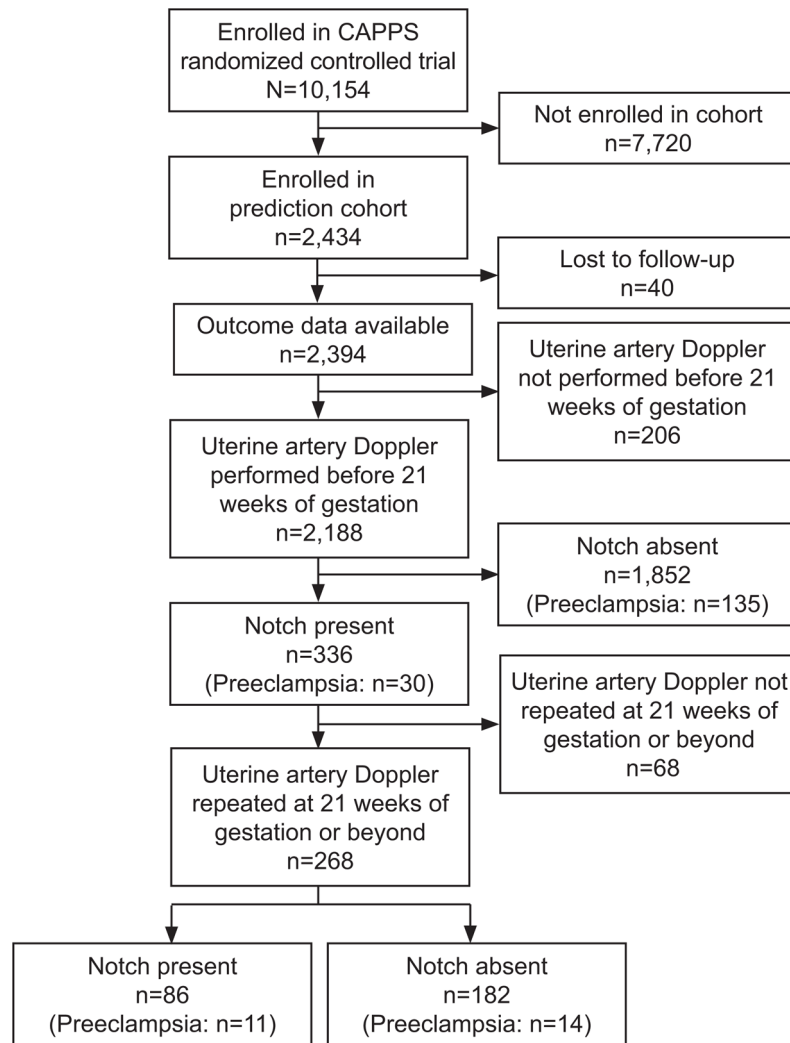 Enrolled in CAPPS
randomized controlled trial
N=10,154
Not enrolled in cohort
n=7,720
Enrolled in
prediction cohort
n=2,434
Lost to follow-up
n=40
Outcome data available
n=2,394
Uterine artery Doppler
not performed before 21
weeks of gestation
n=206
Uterine artery Doppler
performed before 21
weeks of gestation
n=2,188
Notch absent
n=1,852
(Preeclampsia: n=135)
Notch present
n=336
(Preeclampsia: n=30)
Uterine artery Doppler not
repeated at 21 weeks of
gestation or beyond
n=68
Uterine artery Doppler
repeated at 21 weeks of
gestation or beyond
n=268
Notch present
n=86
(Preeclampsia: n=11)
Notch absent
n=182
(Preeclampsia: n=14)